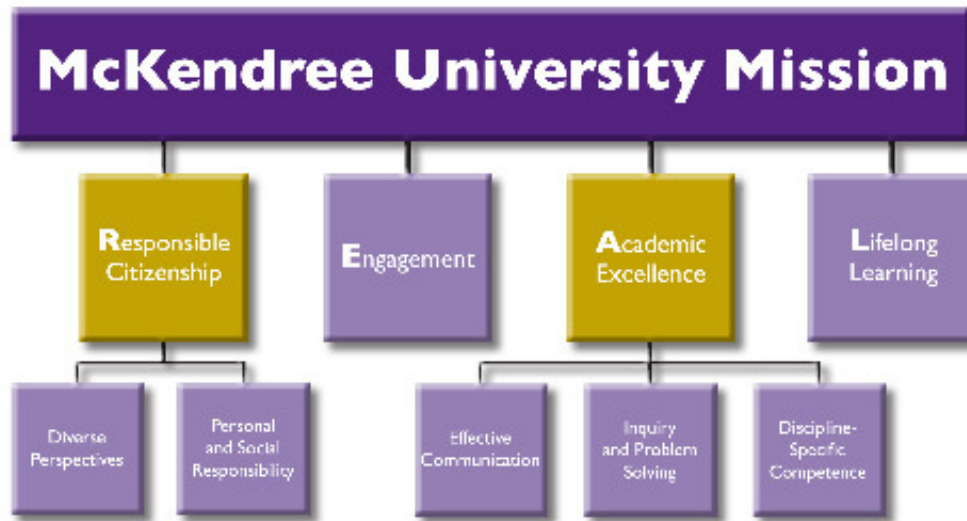 McKendree University Mission
Responsible
Citizenship
Engagement
Academic
Excellence
Lifelong
Learning
Diverse
Perspectives
Personal
and Social
Responsibility
Effective
Communication
Inquiry
and Problem
Solving
Discipline-
Specific
Competence